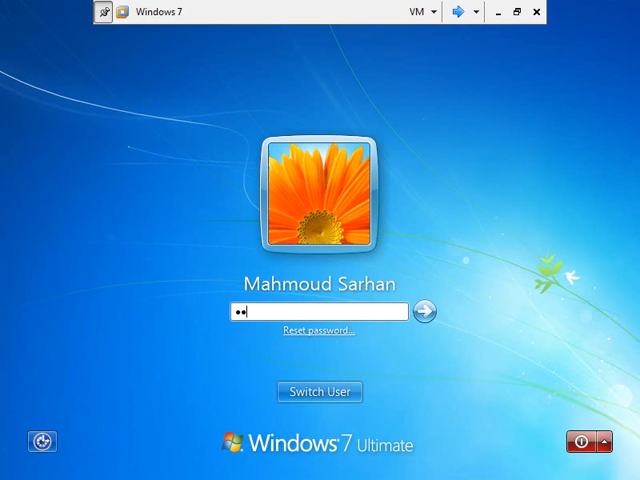 Windows 7
VM
Mahmoud Sarhan
Reset password...
Switch User
Windows 7 Ultimate